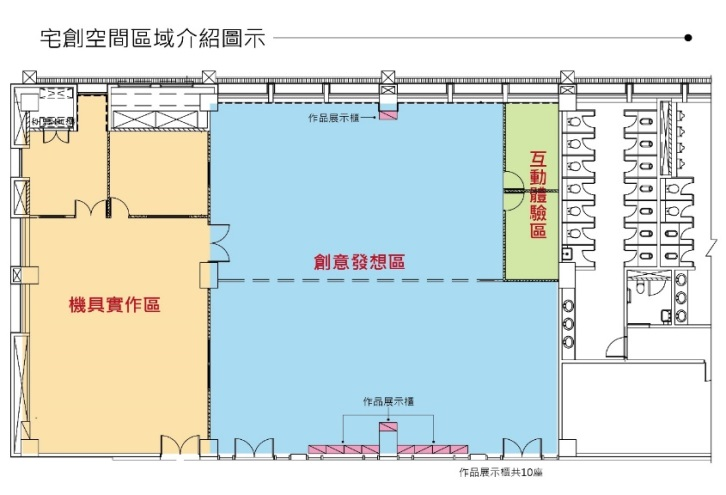 宅創空間區域介紹圖示
作品展示櫃
互動體驗區
創意發想區
機具實作區
作品展示櫃
作品展示櫃共10座